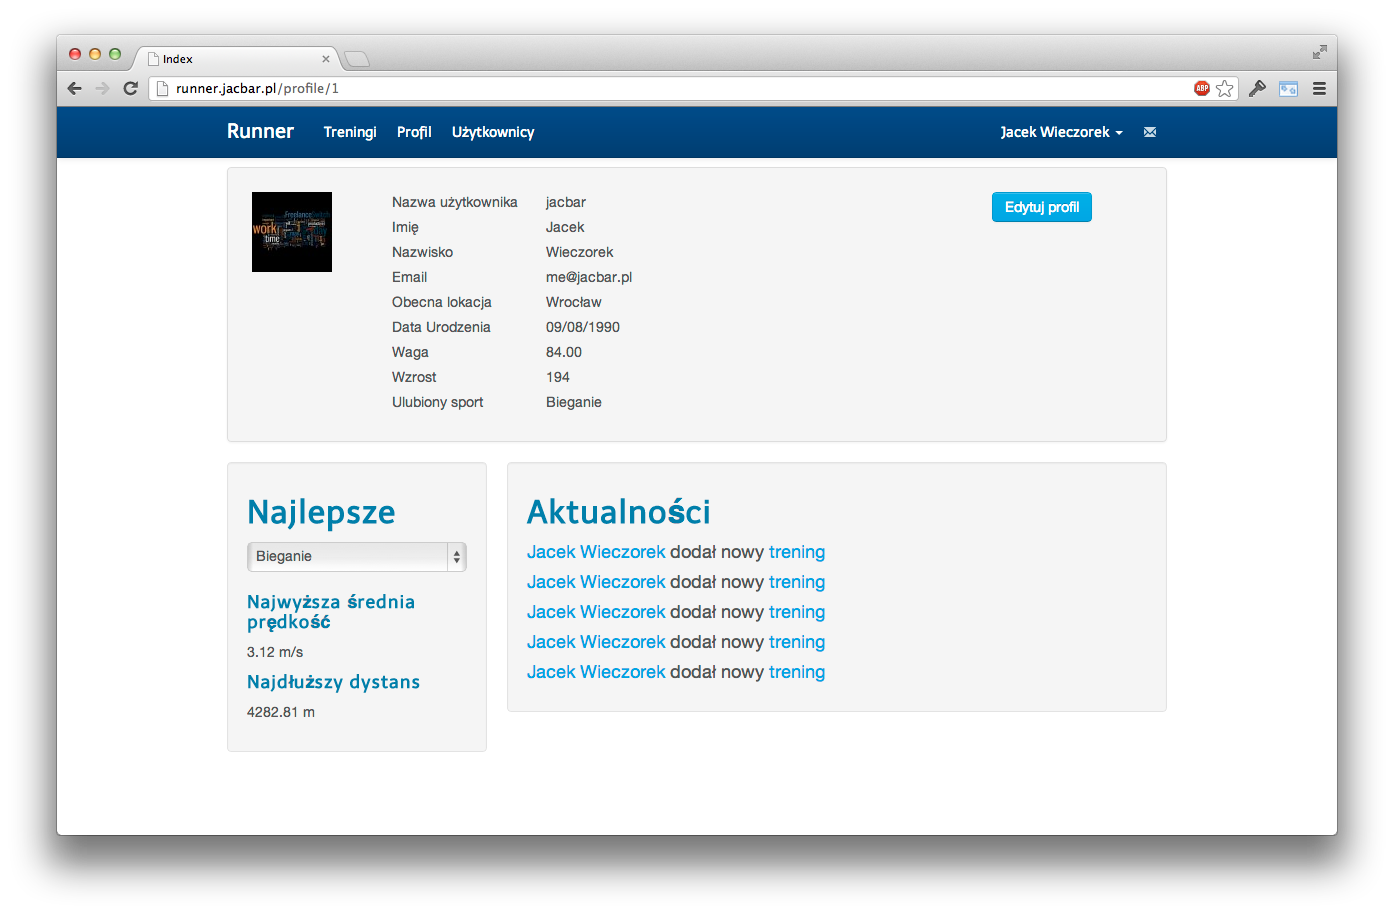 Index
runner.jacbar.pl/profile/1
ABP
Runner Treningi Profil Użytkownicy Jacek Wieczorek
work
time
Freelance
Nazwa użytkownika jacbar
Edytuj profil
Imię Jacek
Nazwisko Wieczorek
Email me@jacbar.pl
Obecna lokacja Wrocław
Data Urodzenia 09/08/1990
Waga 84.00
Wzrost 194
Ulubiony sport Bieganie
Najlepsze
Bieganie
Najwyższa średnia
prędkość
3.12 m/s
Najdłuższy dystans
4282.81 m
Aktualności
Jacek Wieczorek dodał nowy trening
Jacek Wieczorek dodał nowy trening
Jacek Wieczorek dodał nowy trening
Jacek Wieczorek dodał nowy trening
Jacek Wieczorek dodał nowy trening